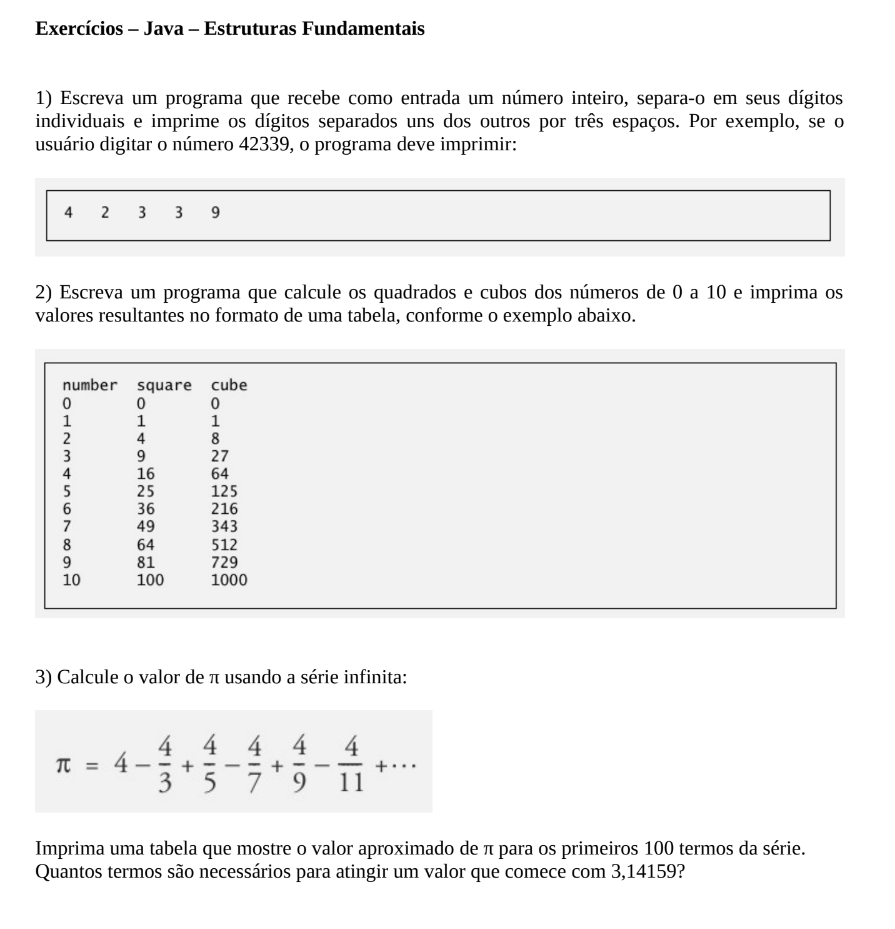 Exercícios – Java – Estruturas Fundamentais
1) Escreva um programa que recebe como entrada um número inteiro, separa-o em seus dígitos
individuais e imprime os dígitos separados uns dos outros por três espaços. Por exemplo, se o
usuário digitar o número 42339, o programa deve imprimir:
4   2   3   3   9
2) Escreva um programa que calcule os quadrados e cubos dos números de 0 a 10 e imprima os
valores resultantes no formato de uma tabela, conforme o exemplo abaixo.
number  square  cube
0       0       0
1       1       1
2       4       8
3       9       27
4       16      64
5       25      125
6       36      216
7       49      343
8       64      512
9       81      729
10      100     1000
3) Calcule o valor de π usando a série infinita:
π = 4 − 4/3 + 4/5 − 4/7 + 4/9 − 4/11 + ⋯
Imprima uma tabela que mostre o valor aproximado de π para os primeiros 100 termos da série.
Quantos termos são necessários para atingir um valor que comece com 3,14159?